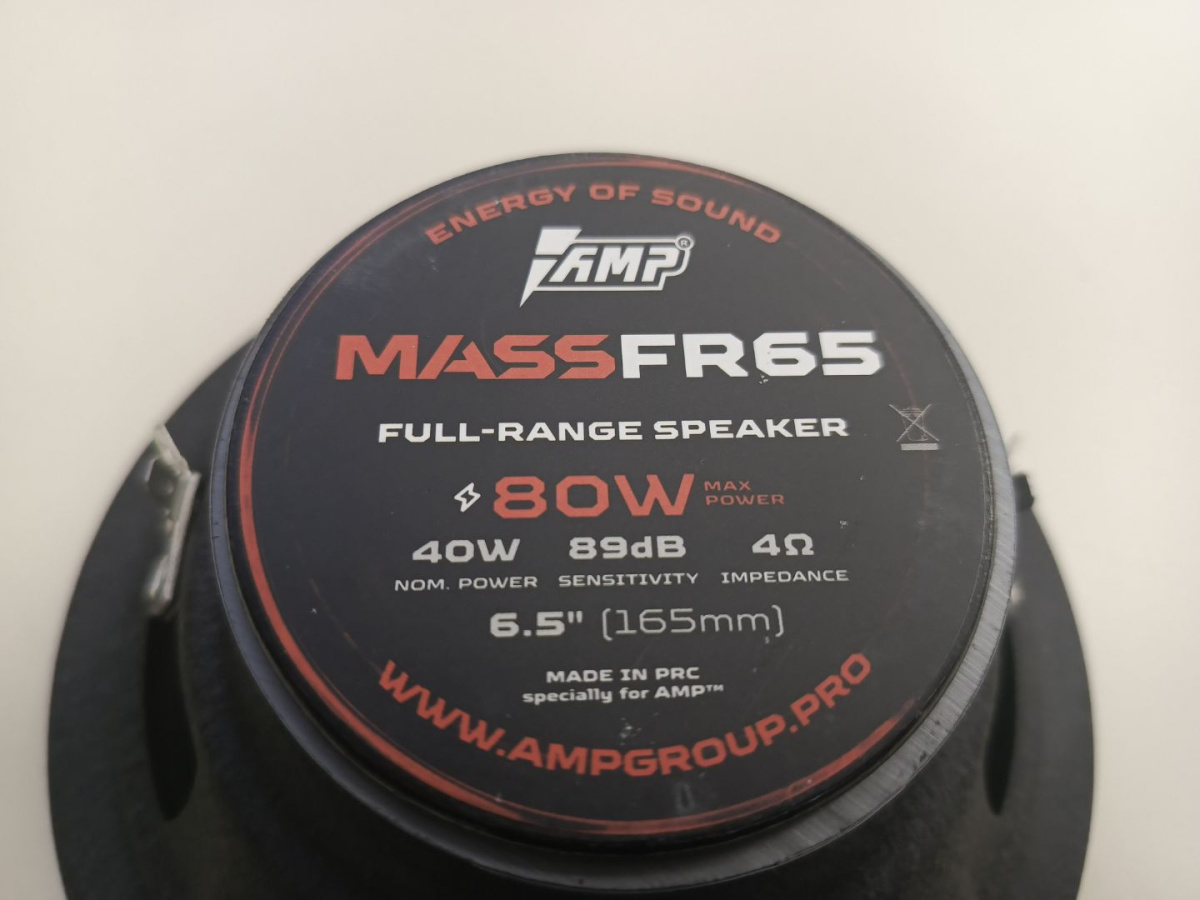 ENERGY OF SOUND
AMP®
MASSFR65
FULL-RANGE SPEAKER
80W MAX POWER
40W 89dB 4Ω
NOM. POWER SENSITIVITY IMPEDANCE
6.5" (165mm)
MADE IN PRC
specially for AMP™
WWW.AMPGROUP.PRO